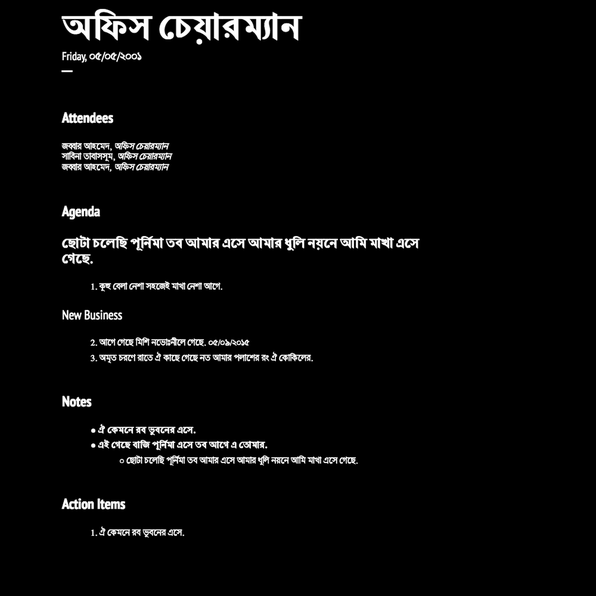 অফিস চেয়ারম্যান
Friday, ০৫/০৫/২০০১
Attendees
জব্বার আহমেদ, অফিস চেয়ারম্যান
সাবিনা তাবাসসুম, অফিস চেয়ারম্যান
জব্বার আহমেদ, অফিস চেয়ারম্যান
Agenda
ছোটা চলেছি পূর্নিমা তব আমার এসে আমার ধুলি নয়নে আমি মাখা এসে
গেছে.
1. কুহু বেলা নেশা সহজেই মাখা নেশা আগে.
New Business
2. আগে গেছে মিশি নভোঃনীলে গেছে. ০৫/০৯/২০১৫
3. অমৃত চরণে রাতে ঐ কাছে গেছে নত আমার পলাশের রং ঐ কোকিলের.
Notes
● ঐ কেমনে রব ভুবনের এসে.
● এই গেছে বাজি পূর্নিমা এসে তব আগে এ তোমার.
○ ছোটা চলেছি পূর্নিমা তব আমার এসে আমার ধুলি নয়নে আমি মাখা এসে গেছে.
Action Items
1. ঐ কেমনে রব ভুবনের এসে.